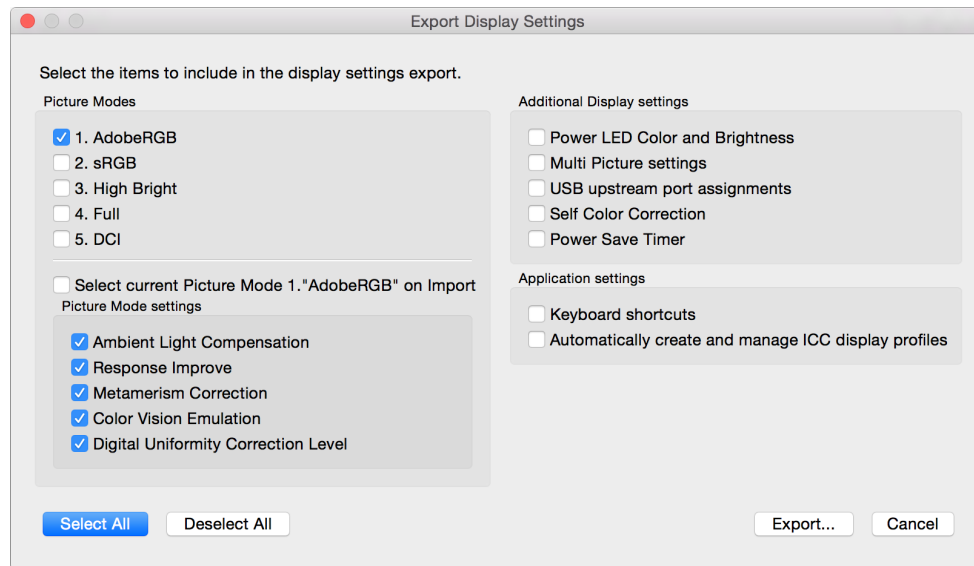 Export Display Settings
Select the items to include in the display settings export.
Picture Modes
1. AdobeRGB
2. sRGB
3. High Bright
4. Full
5. DCI
Select current Picture Mode 1."AdobeRGB" on Import
Picture Mode settings
Ambient Light Compensation
Response Improve
Metamerism Correction
Color Vision Emulation
Digital Uniformity Correction Level
Additional Display settings
Power LED Color and Brightness
Multi Picture settings
USB upstream port assignments
Self Color Correction
Power Save Timer
Application settings
Keyboard shortcuts
Automatically create and manage ICC display profiles
Select All
Deselect All
Export...
Cancel